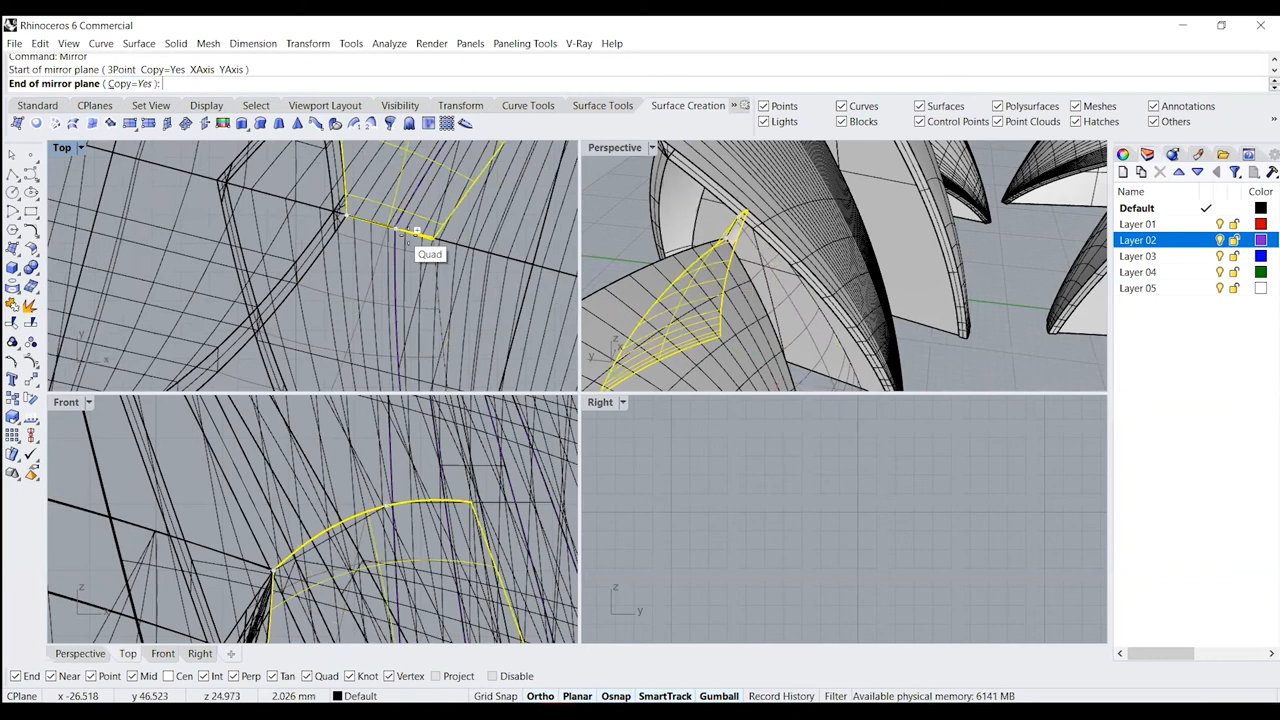 Rhinoceros 6 Commercial
File Edit View Curve Surface Solid Mesh Dimension Transform Tools Analyze Render Panels Paneling Tools V-Ray Help
Command: Mirror
Start of mirror plane ( 3Point Copy=Yes XAxis YAxis )
End of mirror plane ( Copy=Yes ):
Standard CPlanes Set View Display Select Viewport Layout Visibility Transform Curve Tools Surface Tools Surface Creation »
Points Curves Surfaces Polysurfaces Meshes Annotations
Lights Blocks Control Points Point Clouds Hatches Others »
Top
Quad
y
x
Perspective
z
x
y
Front
z
x
Right
z
y
Name Color
Default
Layer 01
Layer 02
Layer 03
Layer 04
Layer 05
Perspective Top Front Right
End Near Point Mid Cen Int Perp Tan Quad Knot Vertex Project Disable
CPlane x -26.518 y 46.523 z 24.973 2.026 mm Default Grid Snap Ortho Planar Osnap SmartTrack Gumball Record History Filter Available physical memory: 6141 MB